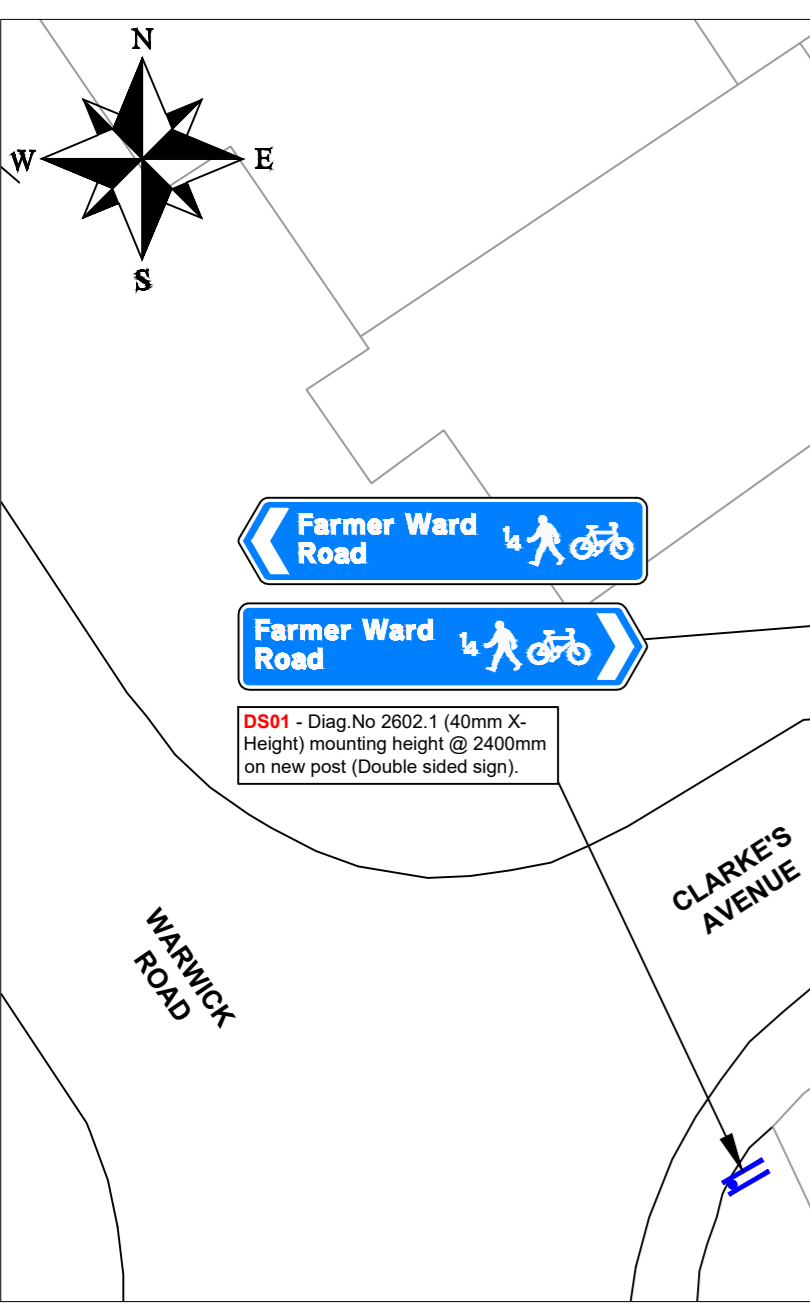 N
W
E
S
Farmer Ward
Road
1/4
Farmer Ward
Road
1/4
DS01 - Diag.No 2602.1 (40mm X-
Height) mounting height @ 2400mm
on new post (Double sided sign).
CLARKE'S
AVENUE
WARWICK
ROAD